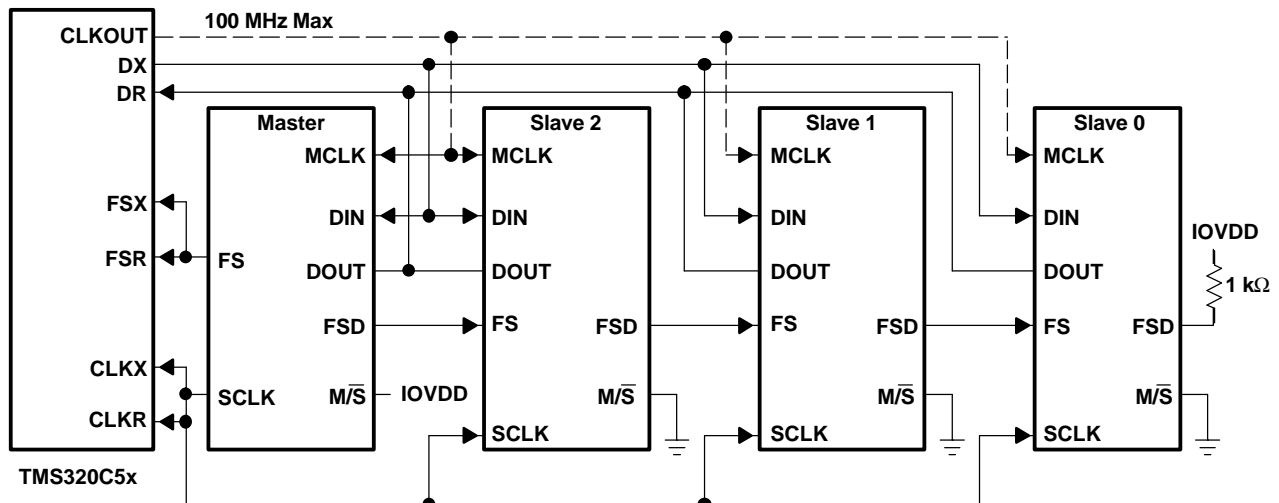 100 MHz Max
CLKOUT
DX
DR
FSX
FSR
CLKX
CLKR
TMS320C5x
Master
MCLK
DIN
DOUT
FS
FSD
SCLK
M/S̅
IOVDD
Slave 2
MCLK
DIN
DOUT
FS
FSD
M/S̅
SCLK
Slave 1
MCLK
DIN
DOUT
FS
FSD
M/S̅
SCLK
Slave 0
MCLK
DIN
DOUT
FS
FSD
M/S̅
SCLK
IOVDD
1 kΩ